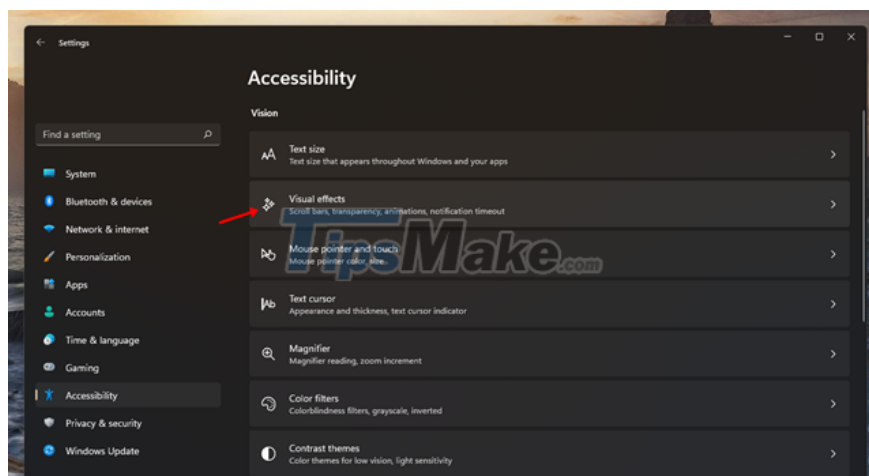 Settings
Accessibility
Vision
Find a setting
System
Bluetooth & devices
Network & internet
Personalization
Apps
Accounts
Time & language
Gaming
Accessibility
Privacy & security
Windows Update
Text size
Text size that appears throughout Windows and your apps
Visual effects
Scroll bars, transparency, animations, notification timeout
Mouse pointer and touch
Mouse pointer color, size..
Text cursor
Appearance and thickness, text cursor indicator
Magnifier
Magnifier reading, zoom increment
Color filters
Colorblindness filters, grayscale, inverted
Contrast themes
Color themes for low vision, light sensitivity
TipsMake.com